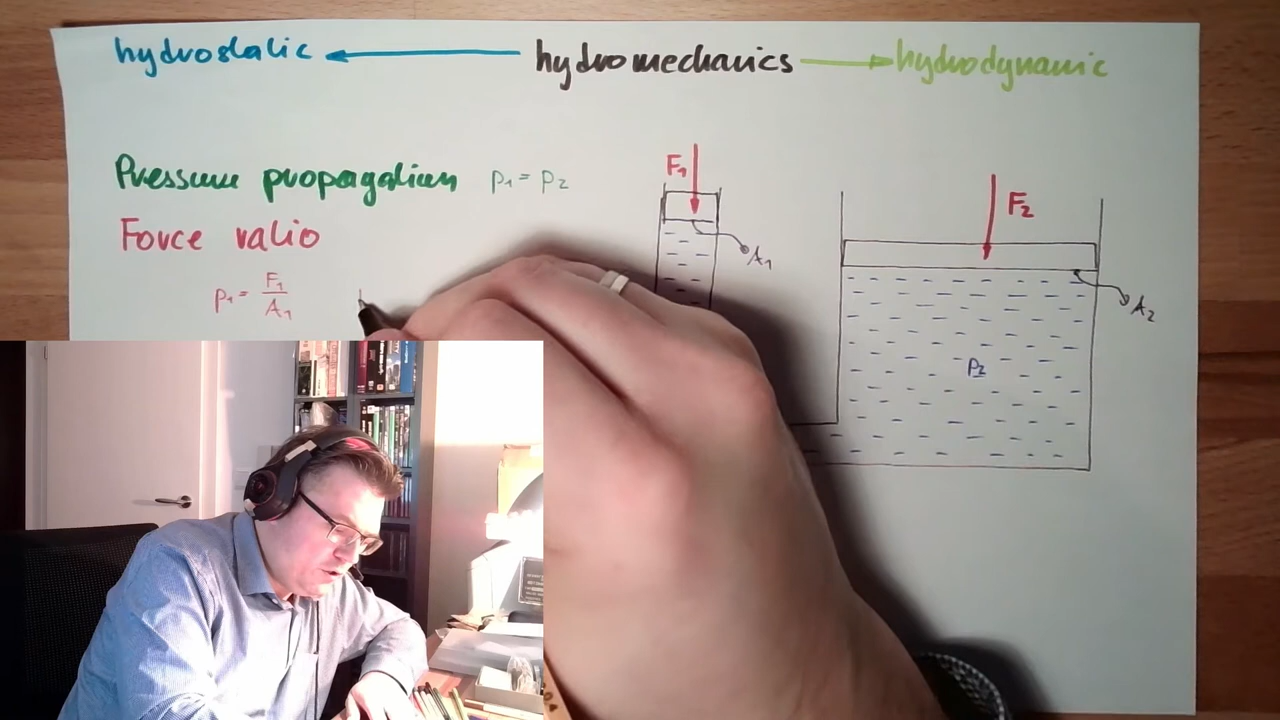 hydrostatic hydromechanics hydrodynamic
Pressure propagation p₁ = p₂
Force ratio
p₁ = F₁
A₁
F₁
A₁
F₂
A₂
p₂